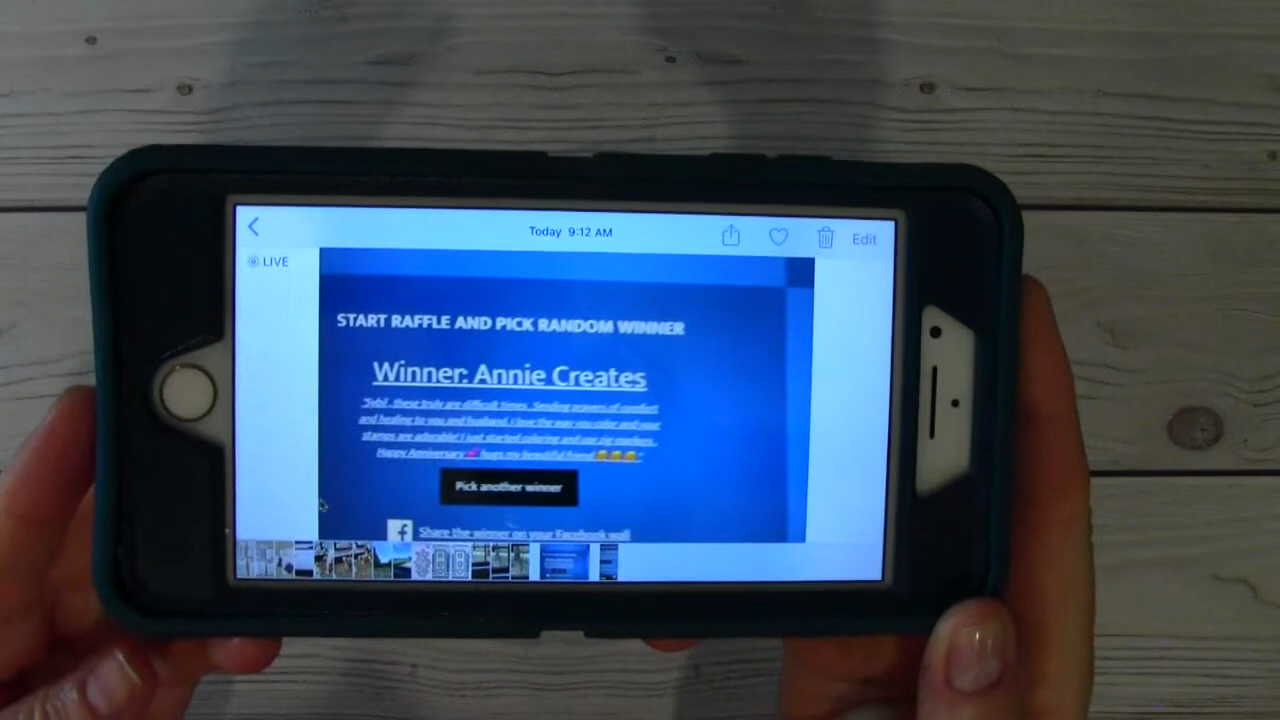 Today 9:12 AM
Edit
LIVE
START RAFFLE AND PICK RANDOM WINNER
Winner: Annie Creates
"Sybil , these truly are difficult times. Sending prayers of comfort
and healing to you and husband. I love the way you color and your
stamps are adorable! I just started coloring and use zig markers .
Happy Anniversary 💕 hugs my beautiful friend
Pick another winner
f Share the winner on your Facebook wall